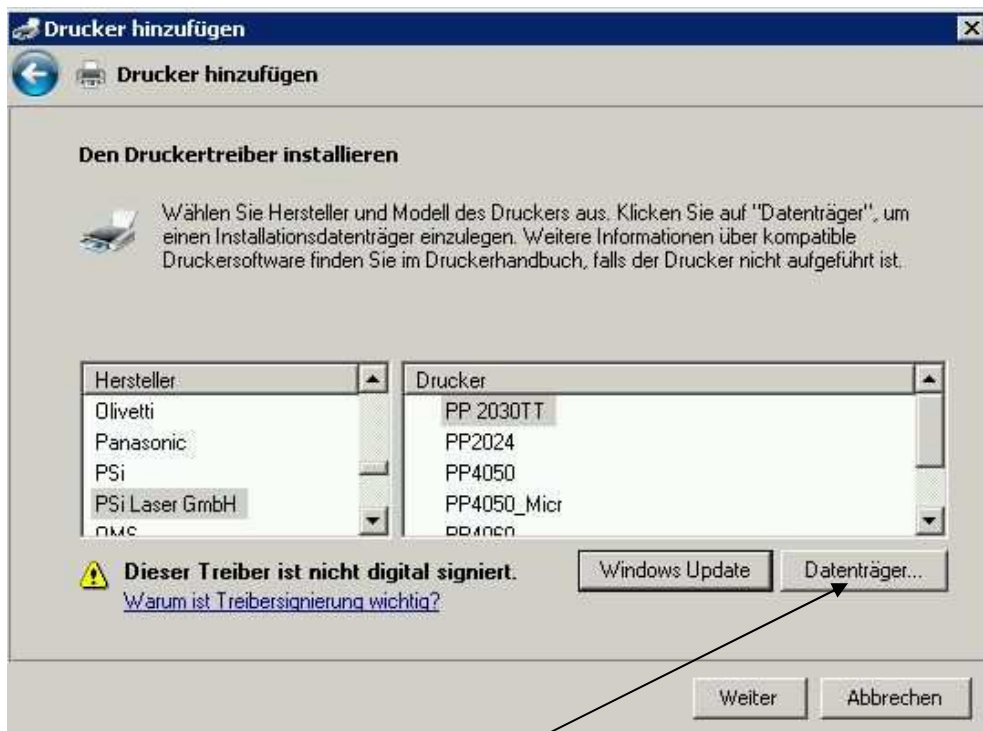 Drucker hinzufügen
Drucker hinzufügen
Den Druckertreiber installieren
Wählen Sie Hersteller und Modell des Druckers aus. Klicken Sie auf "Datenträger", um
einen Installationsdatenträger einzulegen. Weitere Informationen über kompatible
Druckersoftware finden Sie im Druckerhandbuch, falls der Drucker nicht aufgeführt ist.
Hersteller
Olivetti
Panasonic
PSi
PSi Laser GmbH
QMS
Drucker
PP 2030TT
PP2024
PP4050
PP4050_Micr
PP4060
Dieser Treiber ist nicht digital signiert.
Warum ist Treibersignierung wichtig?
Windows Update
Datenträger...
Weiter
Abbrechen